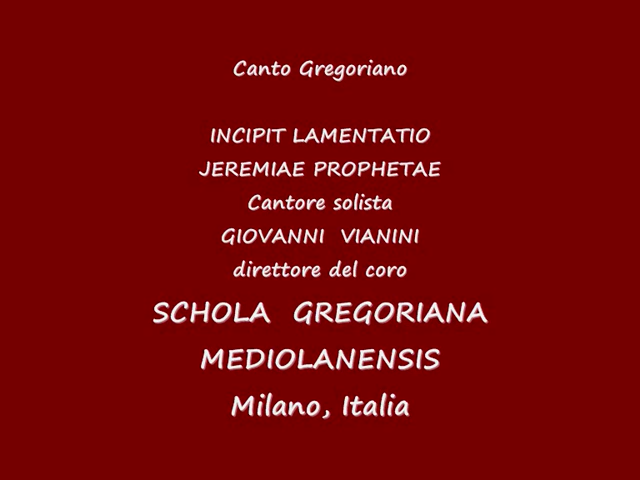 Canto Gregoriano
INCIPIT LAMENTATIO
JEREMIAE PROPHETAE
Cantore solista
GIOVANNI VIANINI
direttore del coro
SCHOLA GREGORIANA
MEDIOLANENSIS
Milano, Italia